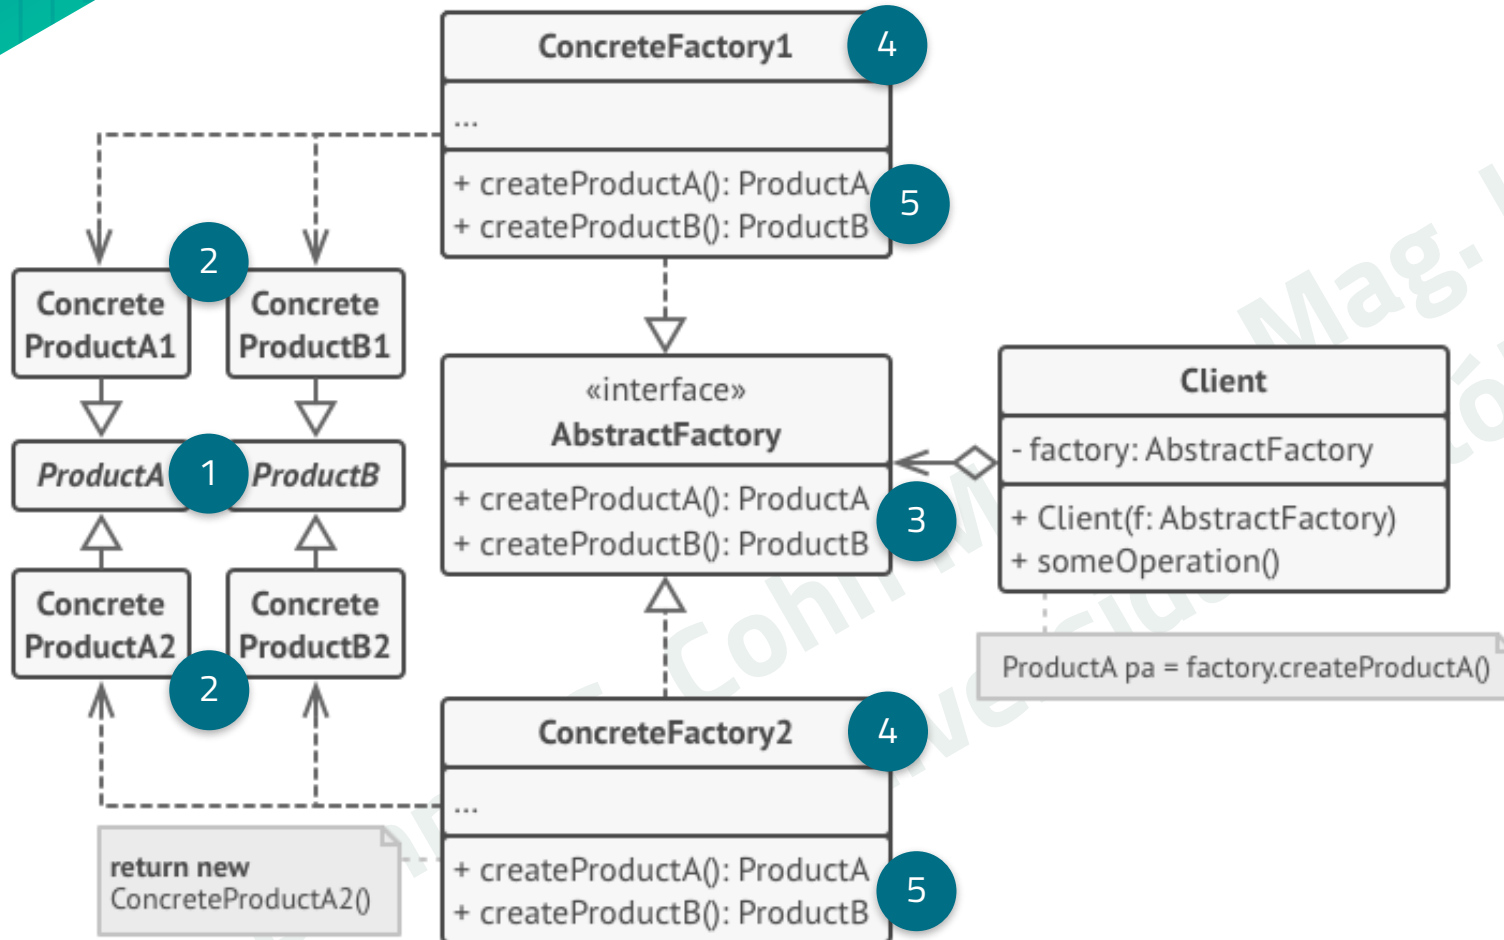 ConcreteFactory1
4
...
+ createProductA(): ProductA
+ createProductB(): ProductB
5
2
Concrete
ProductA1
Concrete
ProductB1
ProductA
1
ProductB
Concrete
ProductA2
Concrete
ProductB2
2
«interface»
AbstractFactory
+ createProductA(): ProductA
+ createProductB(): ProductB
3
Client
- factory: AbstractFactory
+ Client(f: AbstractFactory)
+ someOperation()
ProductA pa = factory.createProductA()
ConcreteFactory2
4
...
+ createProductA(): ProductA
+ createProductB(): ProductB
5
return new
ConcreteProductA2()
Mag.
Cohn